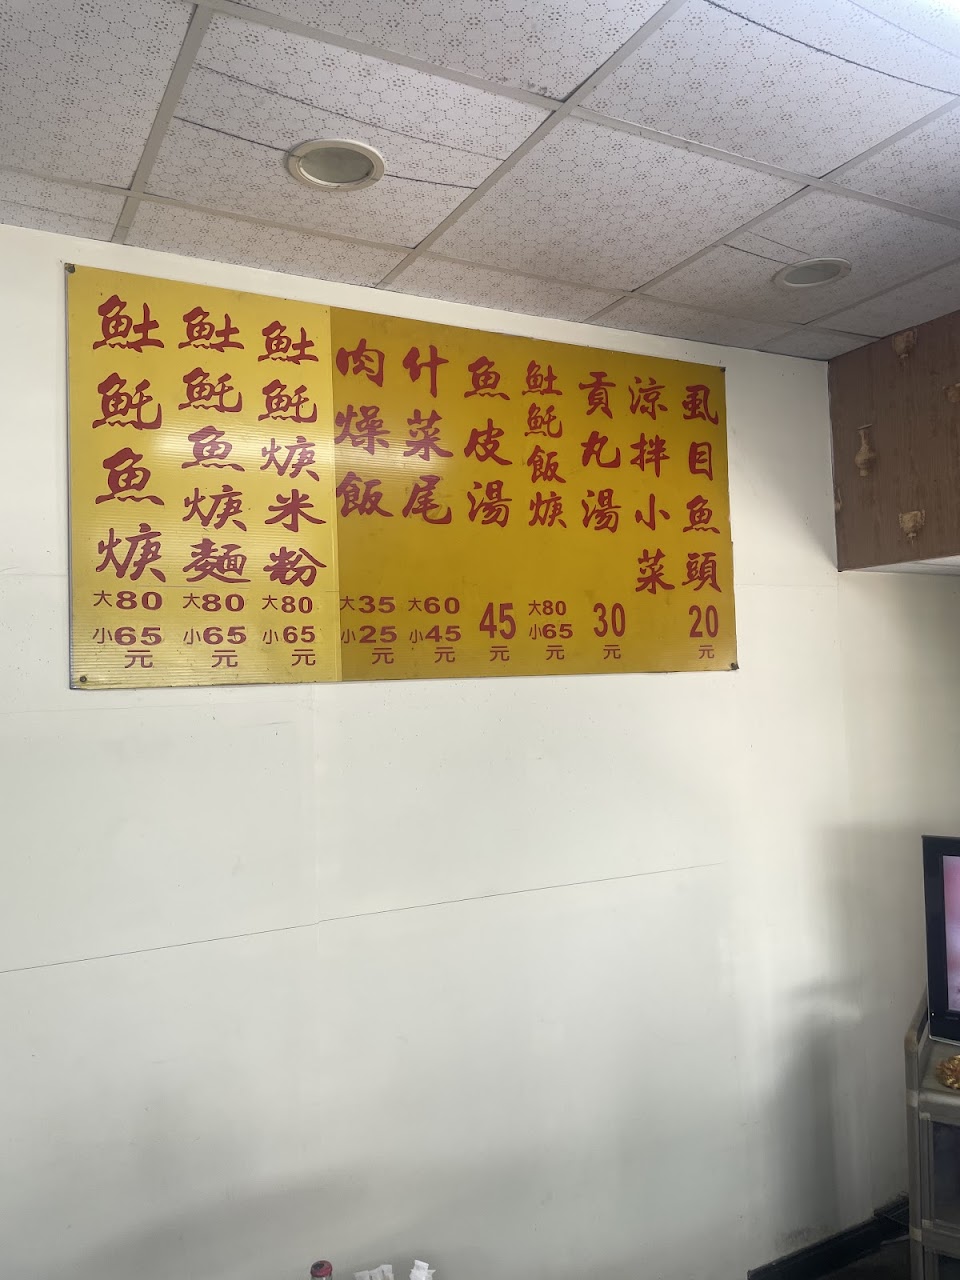 𩵚魠魚焿
大80
小65
元
𩵚魠魚焿麵
大80
小65
元
𩵚魠焿米粉
大80
小65
元
肉燥飯
大35
小25
元
什菜尾
大60
小45
元
魚皮湯
45
元
𩵚魠飯焿
大80
小65
元
貢丸湯
30
元
涼拌小菜
虱目魚頭
20
元